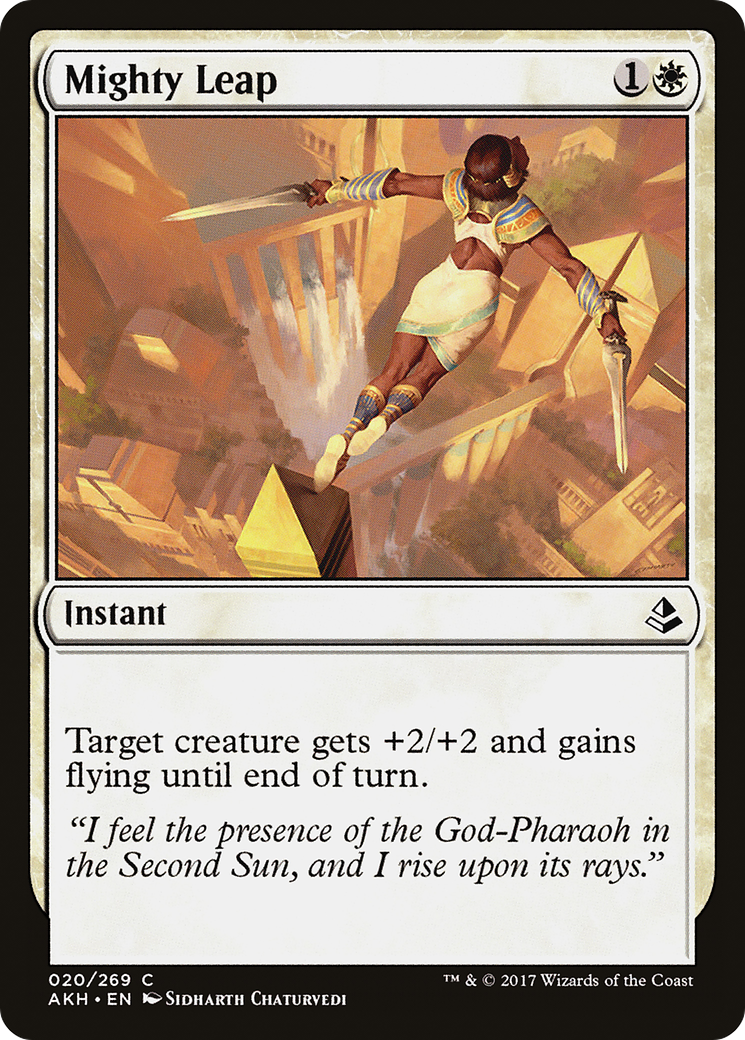 Mighty Leap 1
Instant
Target creature gets +2/+2 and gains
flying until end of turn.
“I feel the presence of the God-Pharaoh in
the Second Sun, and I rise upon its rays.”
020/269 C
™ & © 2017 Wizards of the Coast
AKH • EN Sidharth Chaturvedi